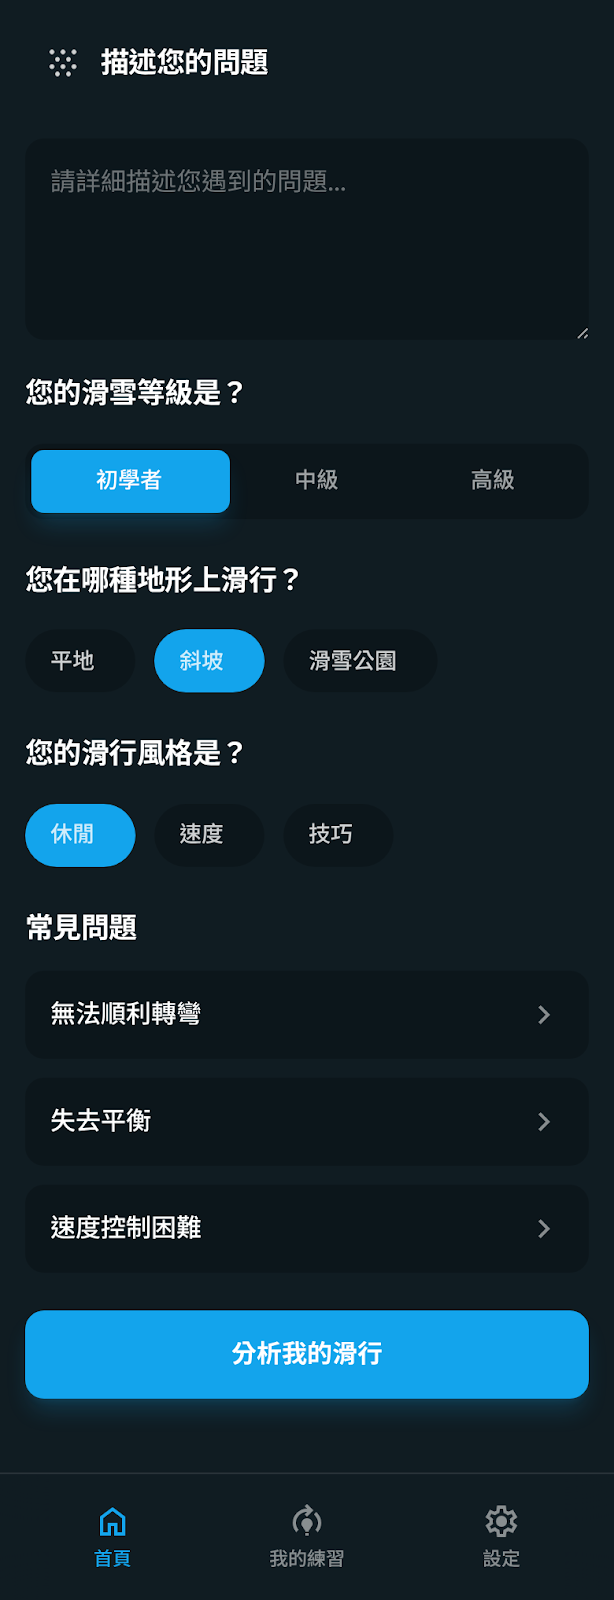 描述您的問題
請詳細描述您遇到的問題...
您的滑雪等級是？
初學者 中級 高級
您在哪種地形上滑行？
平地 斜坡 滑雪公園
您的滑行風格是？
休閒 速度 技巧
常見問題
無法順利轉彎
失去平衡
速度控制困難
分析我的滑行
首頁 我的練習 設定